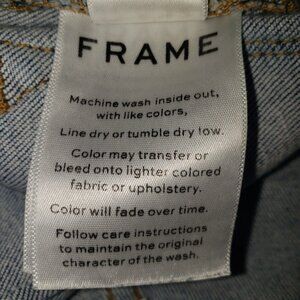 FRAME
Machine wash inside out,
with like colors,
Line dry or tumble dry low.
Color may transfer or
bleed onto lighter colored
fabric or upholstery.
Color will fade over time.
Follow care instructions
to maintain the original
character of the wash.